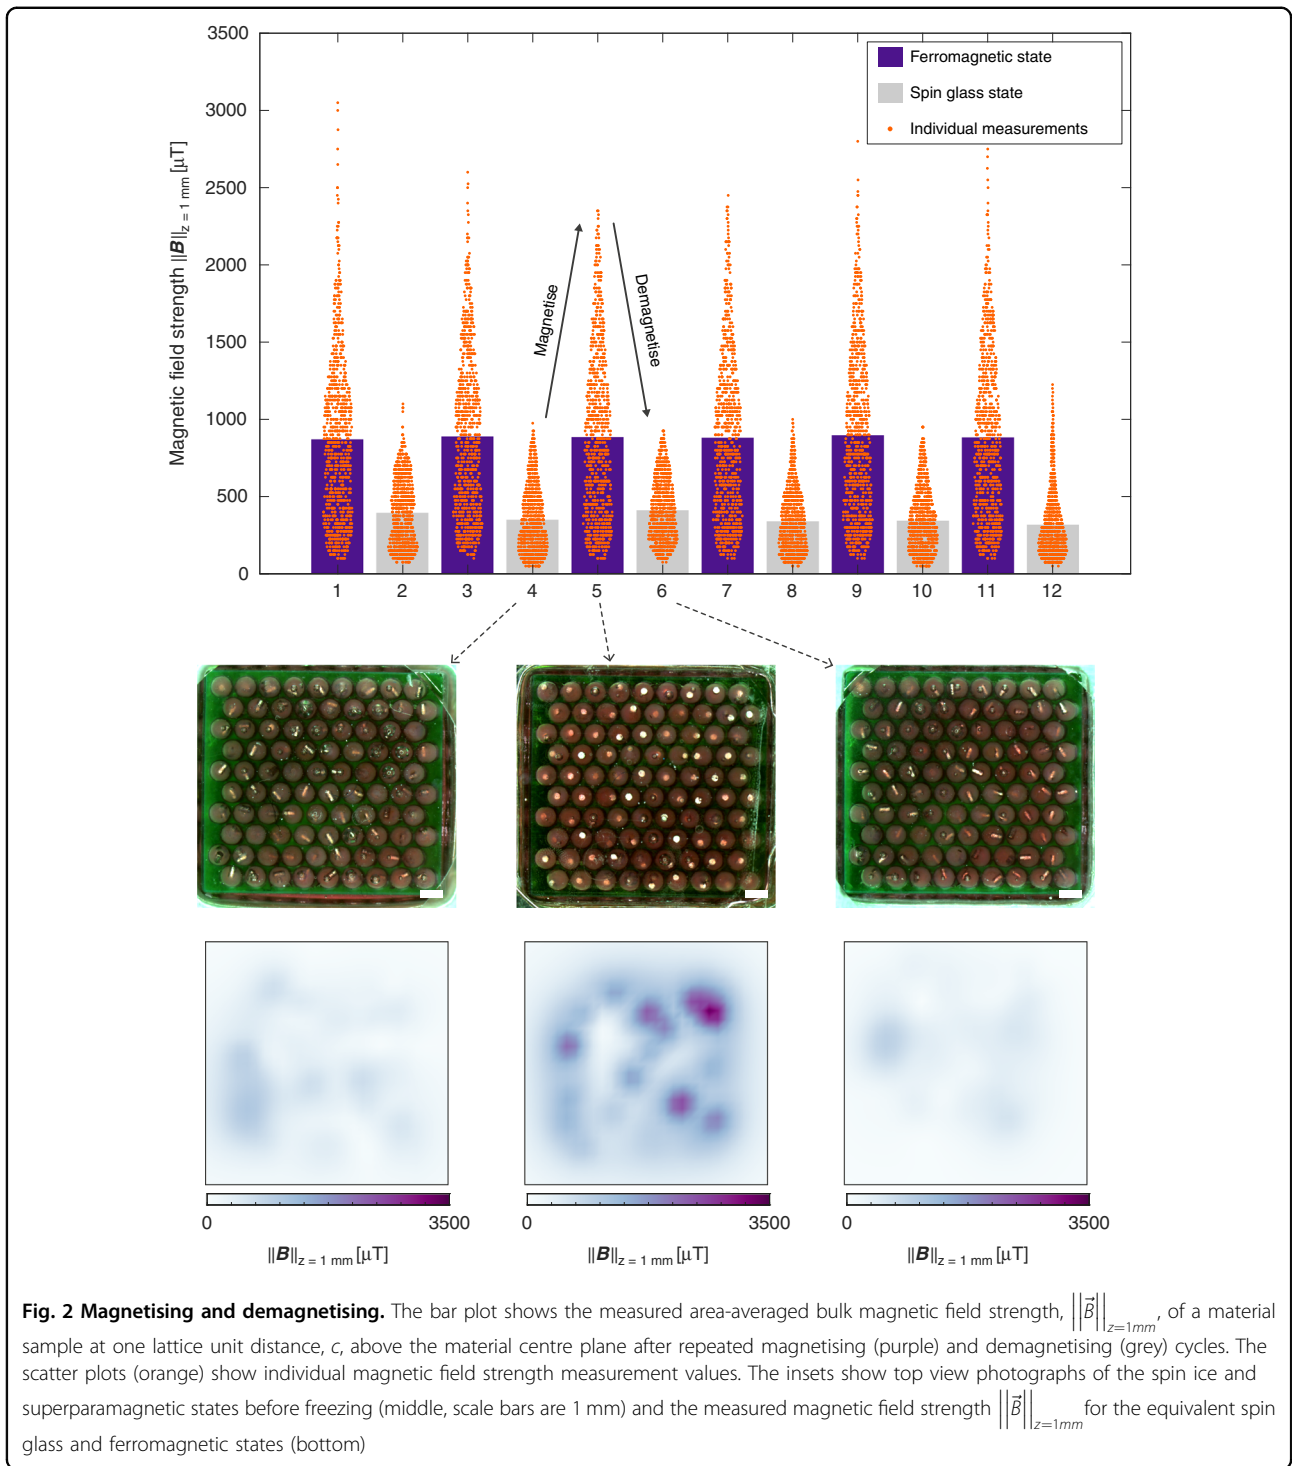 3500
3000
2500
2000
1500
1000
500
0
Magnetic field strength ||B||z = 1 mm [μT]
Ferromagnetic state
Spin glass state
Individual measurements
Magnetise
Demagnetise
1 2 3 4 5 6 7 8 9 10 11 12
0 3500 0 3500 0 3500
||B||z = 1 mm [μT] ||B||z = 1 mm [μT] ||B||z = 1 mm [μT]
Fig. 2 Magnetising and demagnetising. The bar plot shows the measured area-averaged bulk magnetic field strength, ||B⃗||z=1mm, of a material
sample at one lattice unit distance, c, above the material centre plane after repeated magnetising (purple) and demagnetising (grey) cycles. The
scatter plots (orange) show individual magnetic field strength measurement values. The insets show top view photographs of the spin ice and
superparamagnetic states before freezing (middle, scale bars are 1 mm) and the measured magnetic field strength ||B⃗||z=1mm for the equivalent spin
glass and ferromagnetic states (bottom)